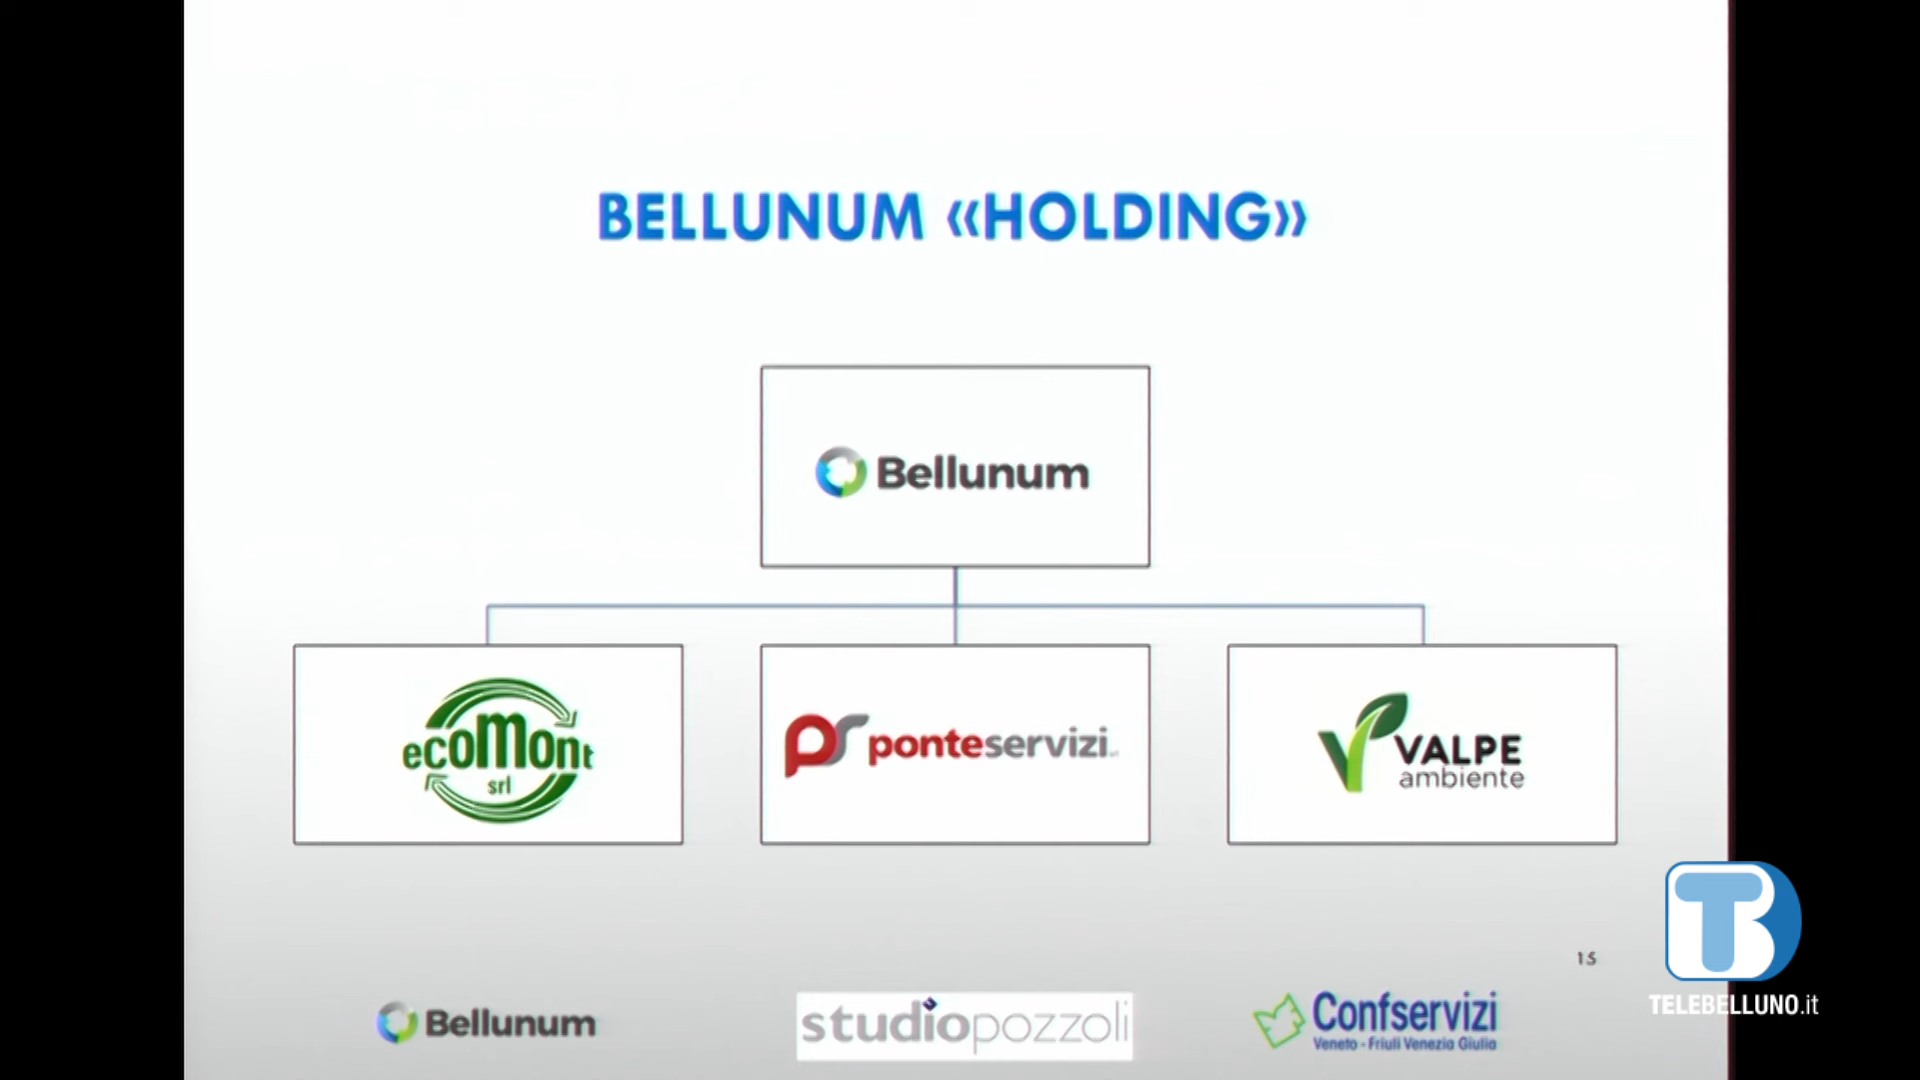 BELLUNUM «HOLDING»
Bellunum
ecomont
srl
ponteservizi
VALPE
ambiente
15
TELEBELLUNO.it
Bellunum
studiopozzoli
Confservizi
Veneto - Friuli Venezia Giulia